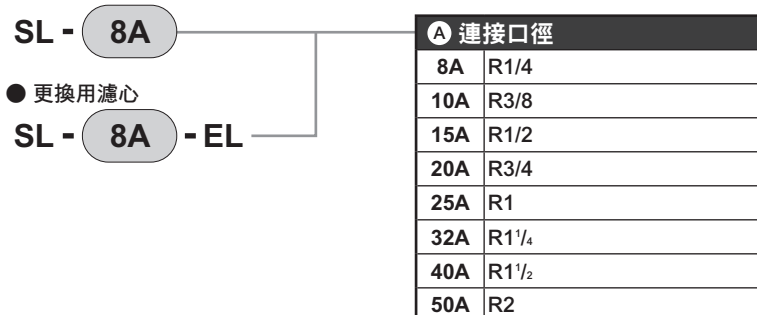 SL - 8A
● 更換用濾心
SL - 8A - EL
A 連接口徑
8A R1/4
10A R3/8
15A R1/2
20A R3/4
25A R1
32A R1¹/₄
40A R1¹/₂
50A R2